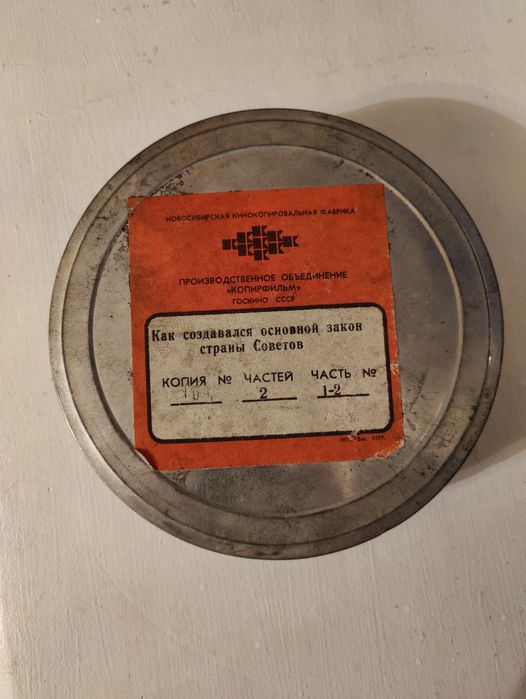 НОВОСИБИРСКАЯ КИНОКОПИРОВАЛЬНАЯ ФАБРИКА
ПРОИЗВОДСТВЕННОЕ ОБЪЕДИНЕНИЕ
«КОПИРФИЛЬМ»
ГОСКИНО СССР
Как создавался основной закон
страны Советов
КОПИЯ № ЧАСТЕЙ ЧАСТЬ №
2 1-2